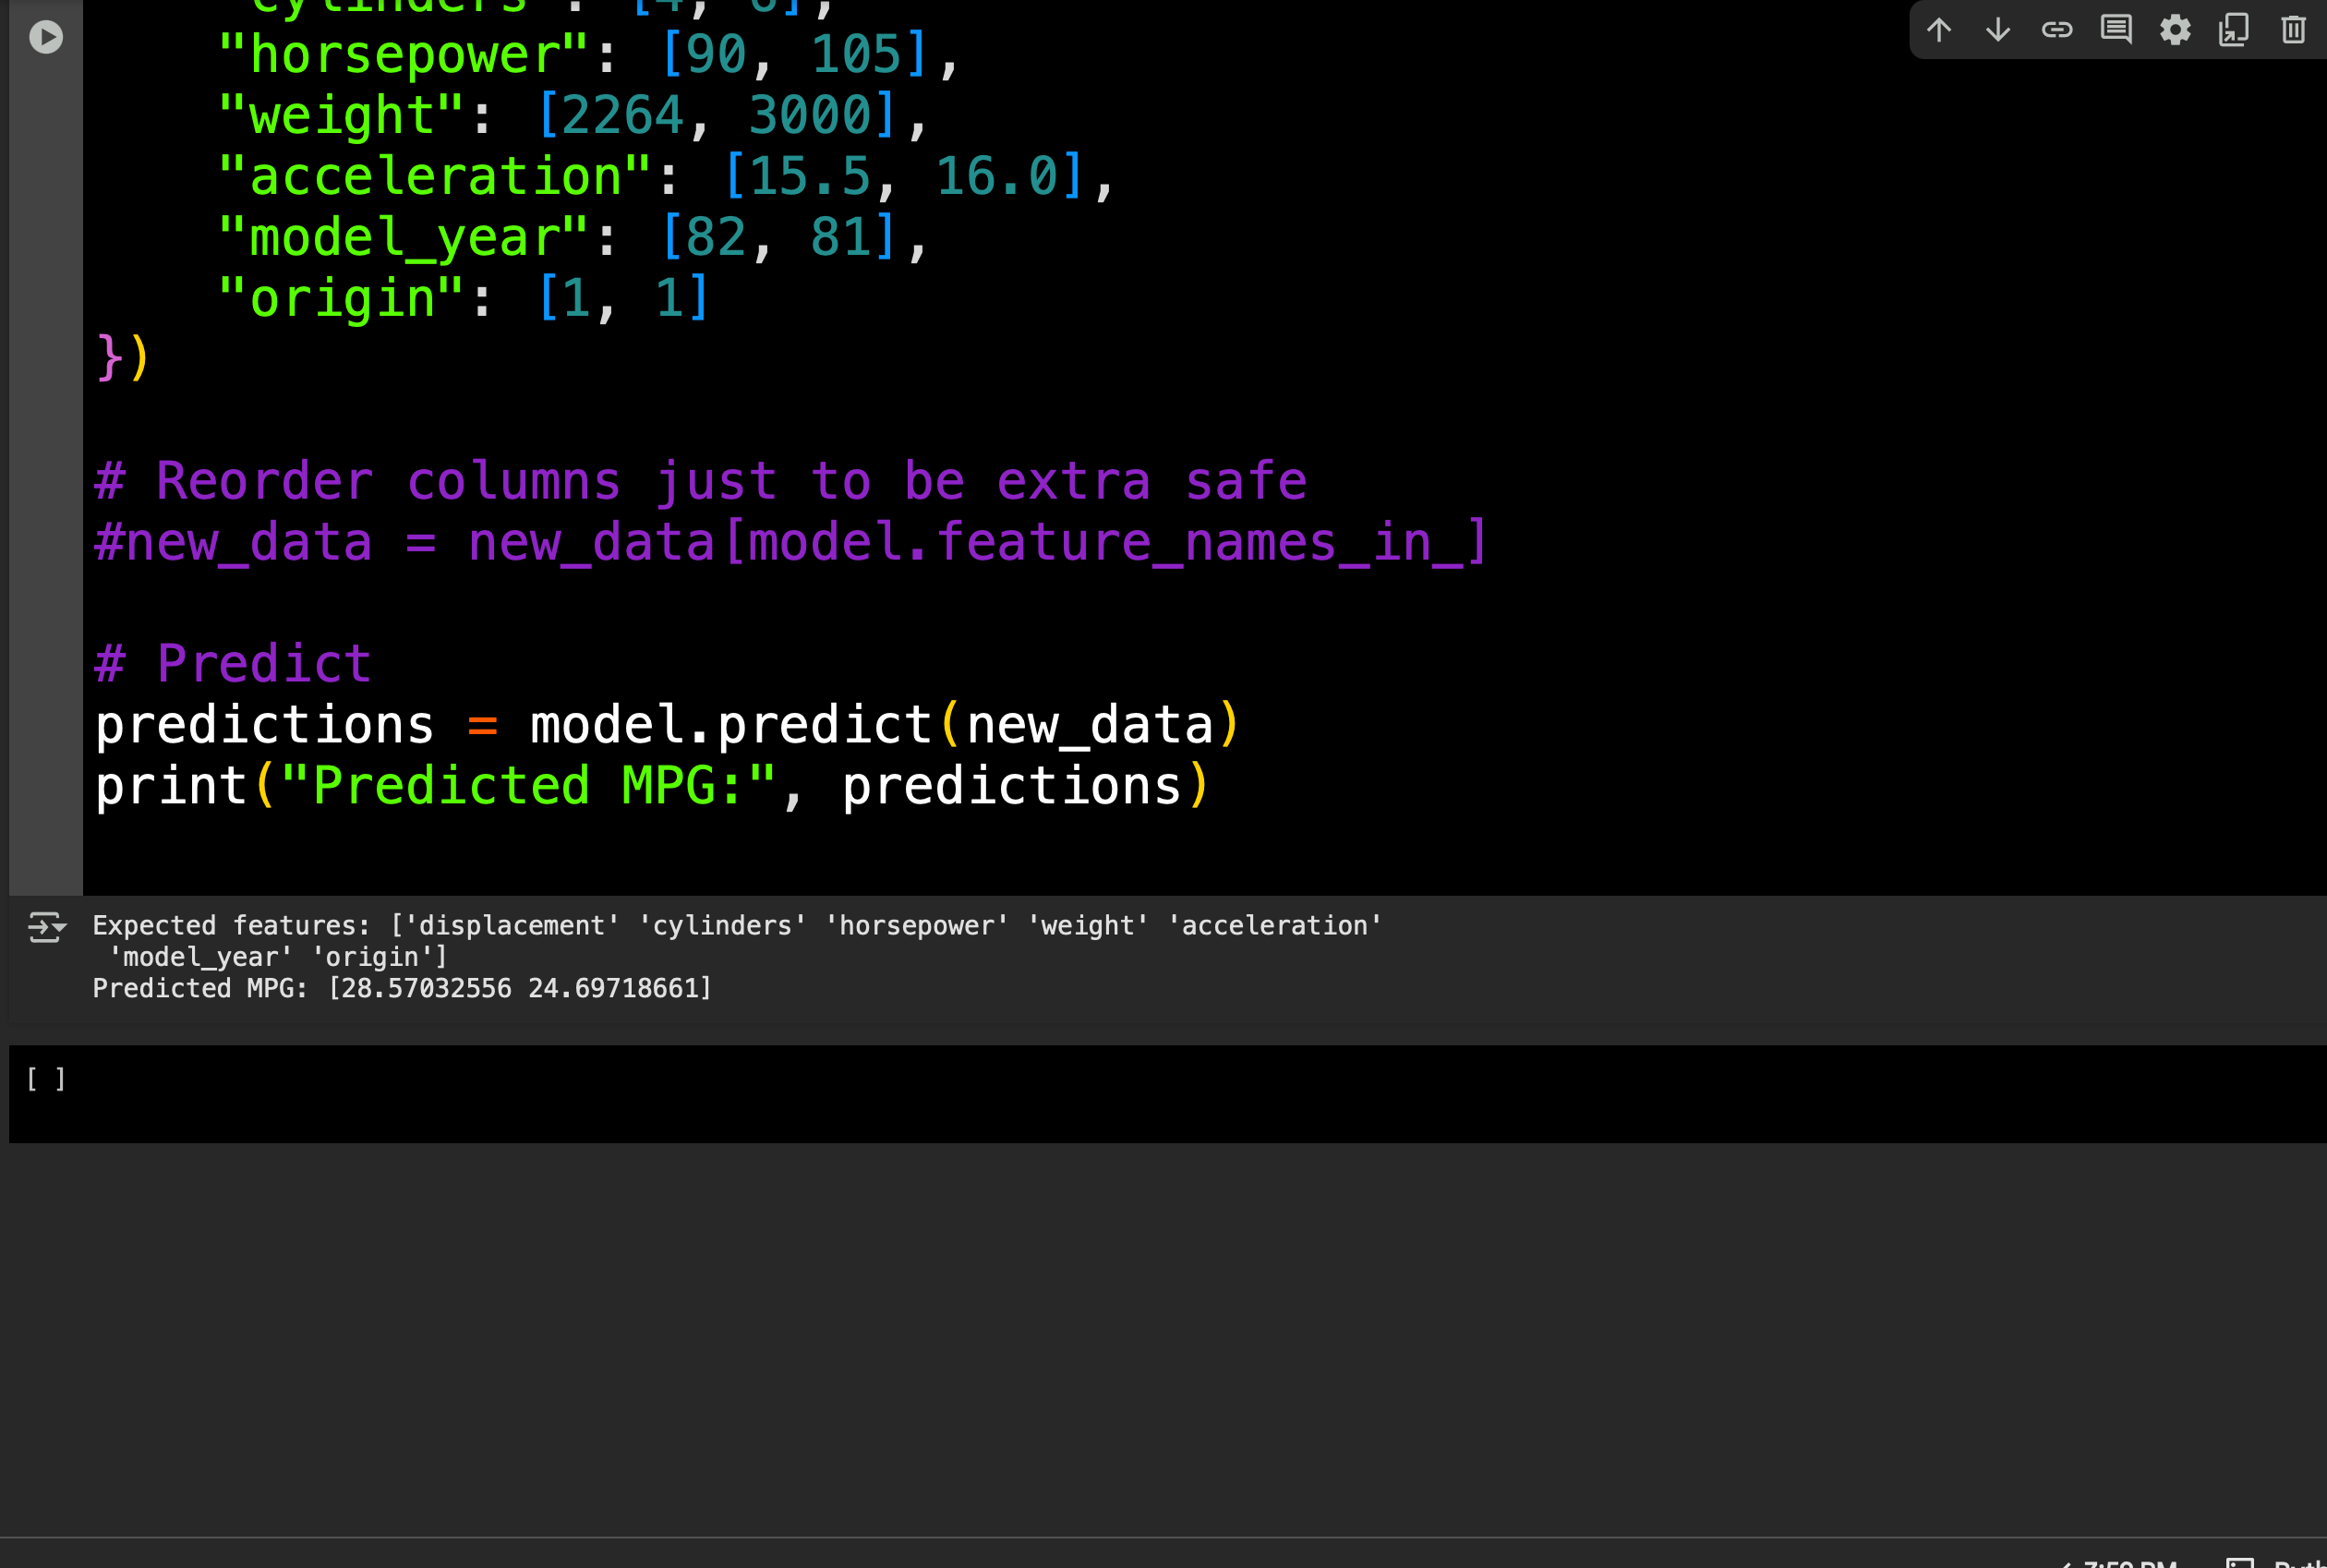 "cylinders": [4, 6],
"horsepower": [90, 105],
"weight": [2264, 3000],
"acceleration": [15.5, 16.0],
"model_year": [82, 81],
"origin": [1, 1]
})
# Reorder columns just to be extra safe
#new_data = new_data[model.feature_names_in_]
# Predict
predictions = model.predict(new_data)
print("Predicted MPG:", predictions)
Expected features: ['displacement' 'cylinders' 'horsepower' 'weight' 'acceleration'
'model_year' 'origin']
Predicted MPG: [28.57032556 24.69718661]
[ ]